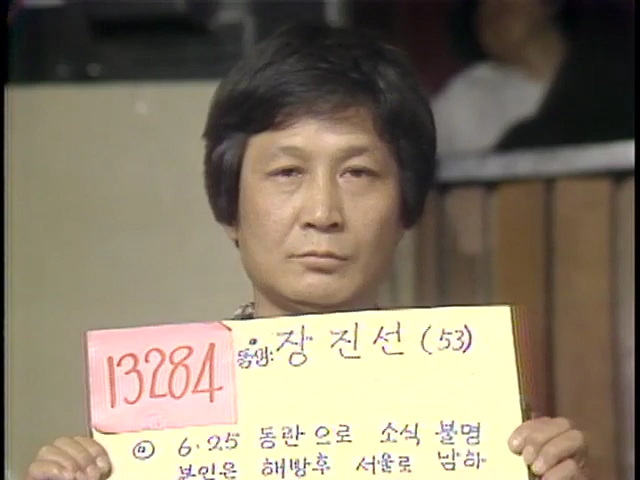 13284
장진선 (53)
◎ 6.25 동란으로 소식 불명
본인은 해방후 서울로 남하